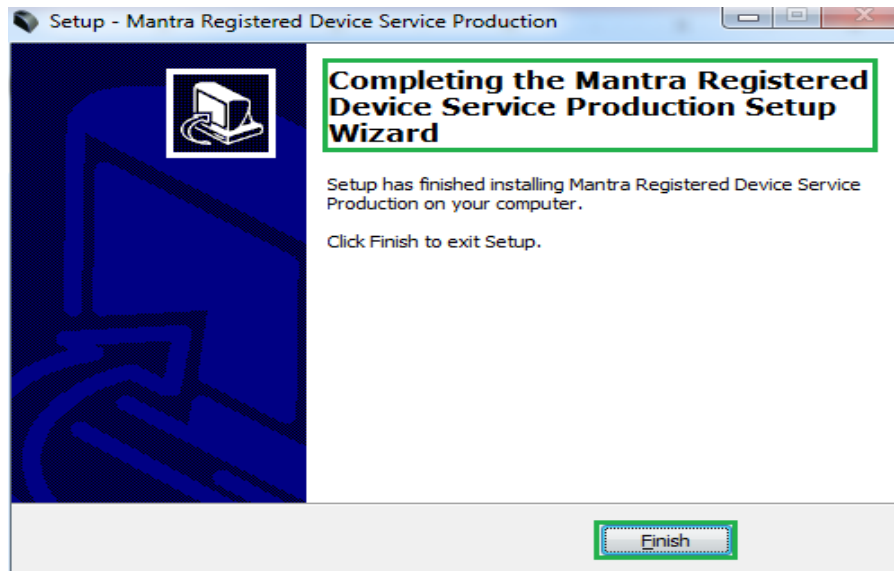 Setup - Mantra Registered Device Service Production
Completing the Mantra Registered
Device Service Production Setup
Wizard
Setup has finished installing Mantra Registered Device Service
Production on your computer.
Click Finish to exit Setup.
Finish